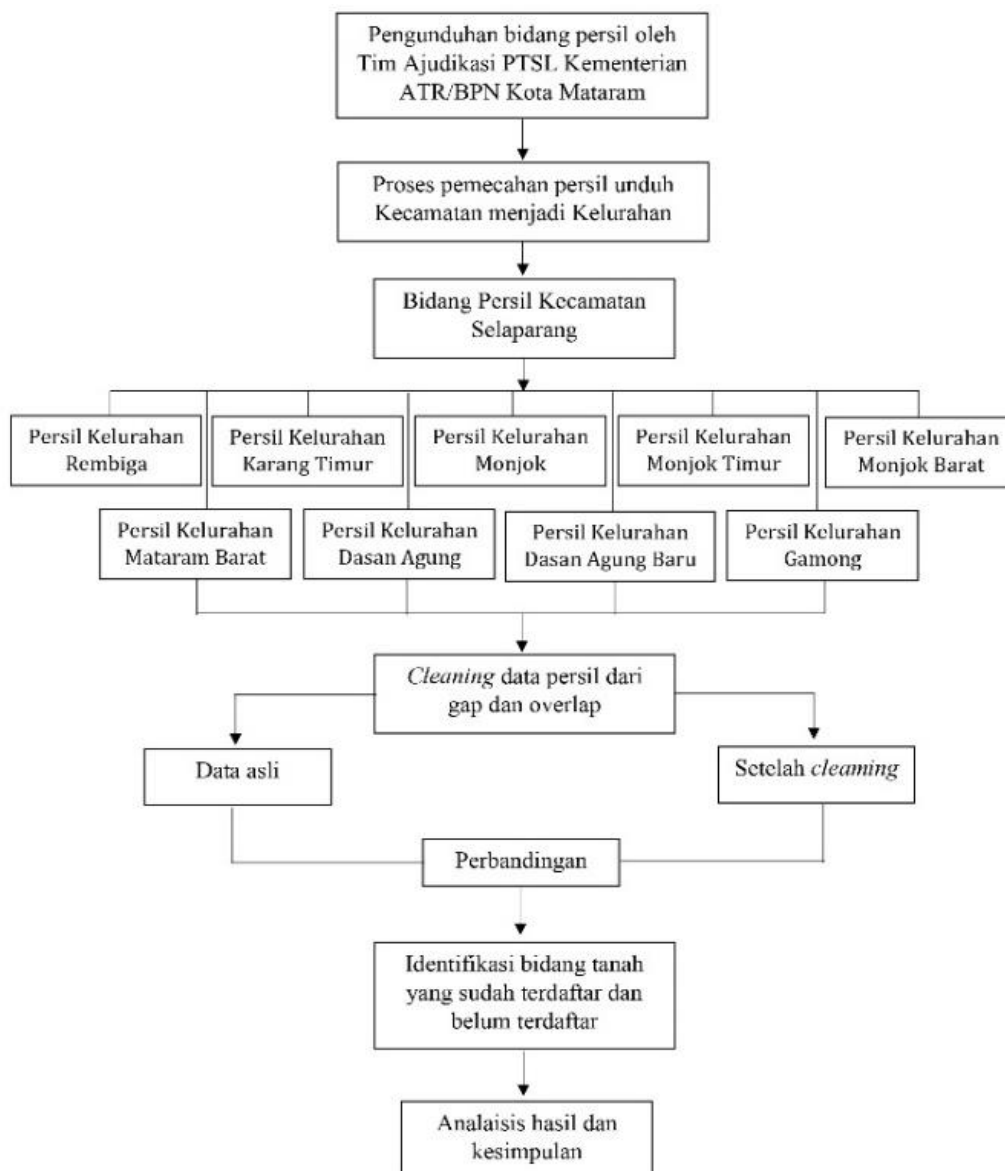 Pengunduhan bidang persil oleh
Tim Ajudikasi PTSL Kementerian
ATR/BPN Kota Mataram
Proses pemecahan persil unduh
Kecamatan menjadi Kelurahan
Bidang Persil Kecamatan
Selaparang
Persil Kelurahan
Rembiga
Persil Kelurahan
Karang Timur
Persil Kelurahan
Monjok
Persil Kelurahan
Monjok Timur
Persil Kelurahan
Monjok Barat
Persil Kelurahan
Mataram Barat
Persil Kelurahan
Dasan Agung
Persil Kelurahan
Dasan Agung Baru
Persil Kelurahan
Gamong
Cleaning data persil dari
gap dan overlap
Data asli
Setelah cleaming
Perbandingan
Identifikasi bidang tanah
yang sudah terdaftar dan
belum terdaftar
Analaisis hasil dan
kesimpulan